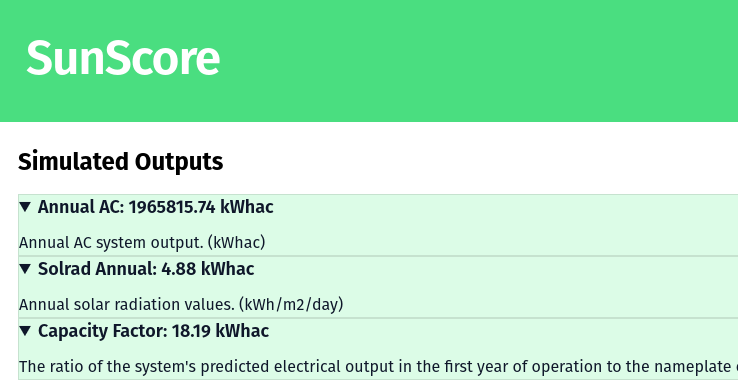 SunScore
Simulated Outputs
▼ Annual AC: 1965815.74 kWhac
Annual AC system output. (kWhac)
▼ Solrad Annual: 4.88 kWhac
Annual solar radiation values. (kWh/m2/day)
▼ Capacity Factor: 18.19 kWhac
The ratio of the system's predicted electrical output in the first year of operation to the nameplate